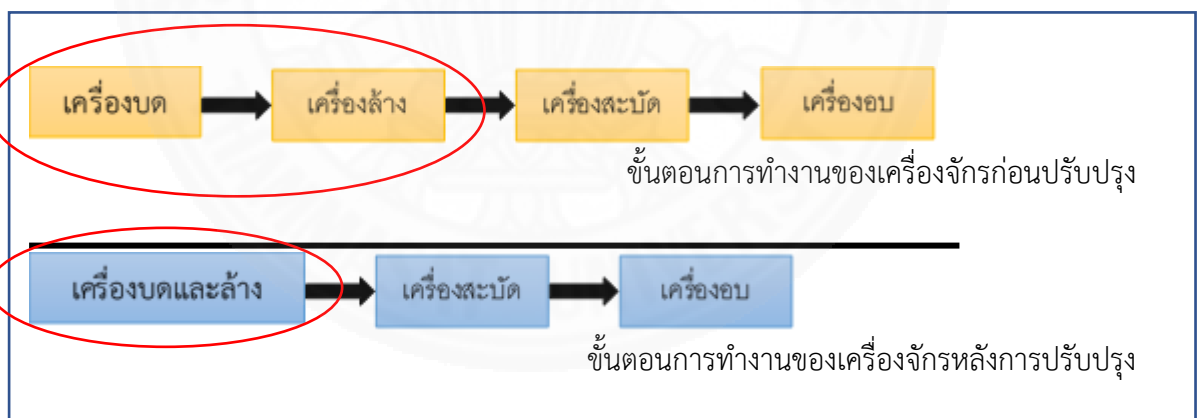 เครื่องบด เครื่องล้าง เครื่องสะบัด เครื่องอบ
ขั้นตอนการทำงานของเครื่องจักรก่อนปรับปรุง
เครื่องบดและล้าง เครื่องสะบัด เครื่องอบ
ขั้นตอนการทำงานของเครื่องจักรหลังการปรับปรุง